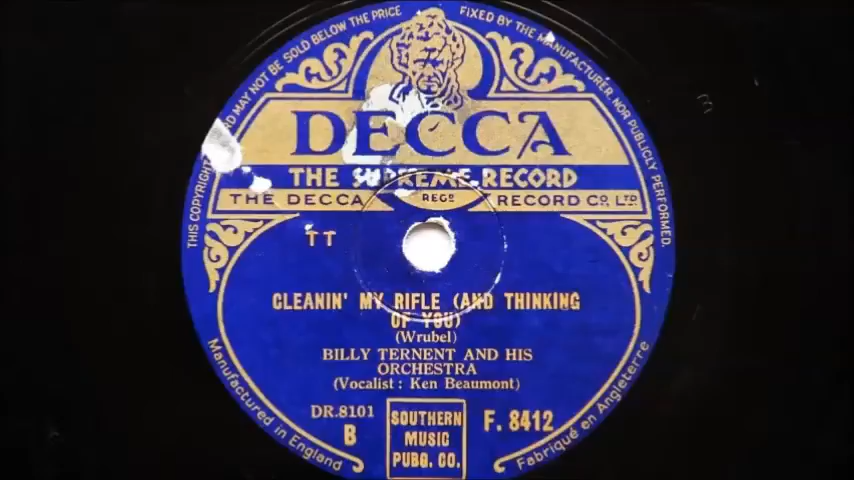 THIS COPYRIGHT RECORD MAY NOT BE SOLD BELOW THE PRICE FIXED BY THE MANUFACTURER, NOR PUBLICLY PERFORMED.
DECCA
THE SUPREME RECORD
THE DECCA REGD RECORD CO. LTD
TT
CLEANIN' MY RIFLE (AND THINKING
OF YOU)
(Wrubel)
BILLY TERNENT AND HIS
ORCHESTRA
(Vocalist : Ken Beaumont)
DR.8101
B
SOUTHERN
MUSIC
PUBG. CO.
F. 8412
Manufactured in England
Fabriqué en Angleterre
3